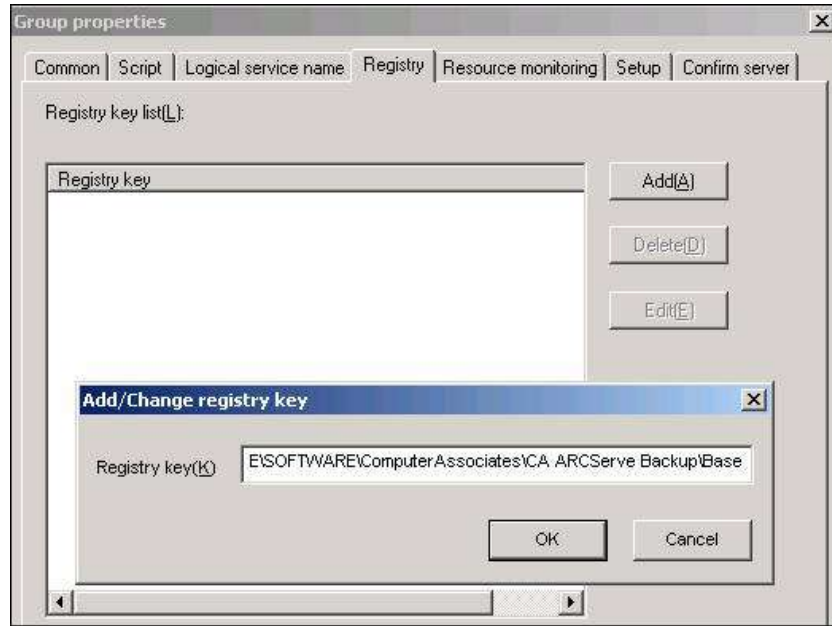 Group properties
Common Script Logical service name Registry Resource monitoring Setup Confirm server
Registry key list(L):
Registry key
Add(A)
Delete(D)
Edit(E)
Add/Change registry key
Registry key(K) E\SOFTWARE\ComputerAssociates\CA ARCServe Backup\Base
OK Cancel